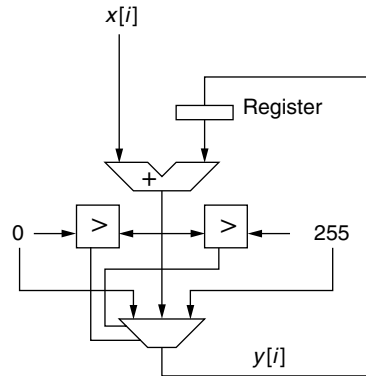 x[i]
Register
+
0
>
>
255
y[i]